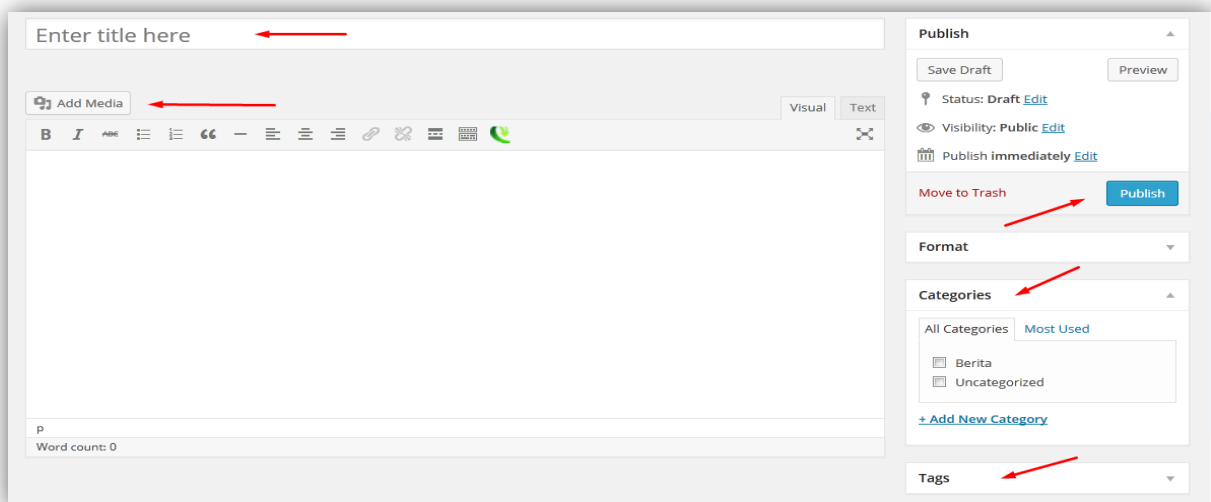 Enter title here
Add Media
Visual Text
B I ABC
p
Word count: 0
Publish
Save Draft Preview
Status: Draft Edit
Visibility: Public Edit
Publish immediately Edit
Move to Trash Publish
Format
Categories
All Categories Most Used
Berita
Uncategorized
+ Add New Category
Tags